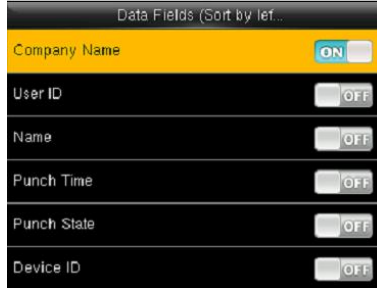 Data Fields (Sort by lef...
Company Name ON
User ID OFF
Name OFF
Punch Time OFF
Punch State OFF
Device ID OFF